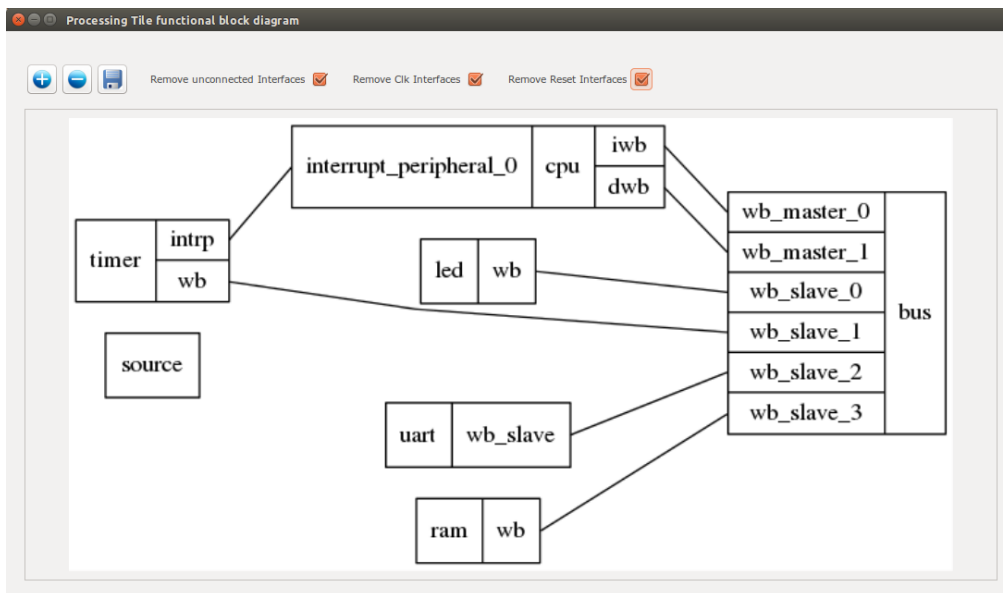 Processing Tile functional block diagram
Remove unconnected Interfaces
Remove Clk Interfaces
Remove Reset Interfaces
interrupt_peripheral_0
cpu
iwb
dwb
timer
intrp
wb
led
wb
wb_master_0
wb_master_1
wb_slave_0
wb_slave_1
wb_slave_2
wb_slave_3
bus
source
uart
wb_slave
ram
wb